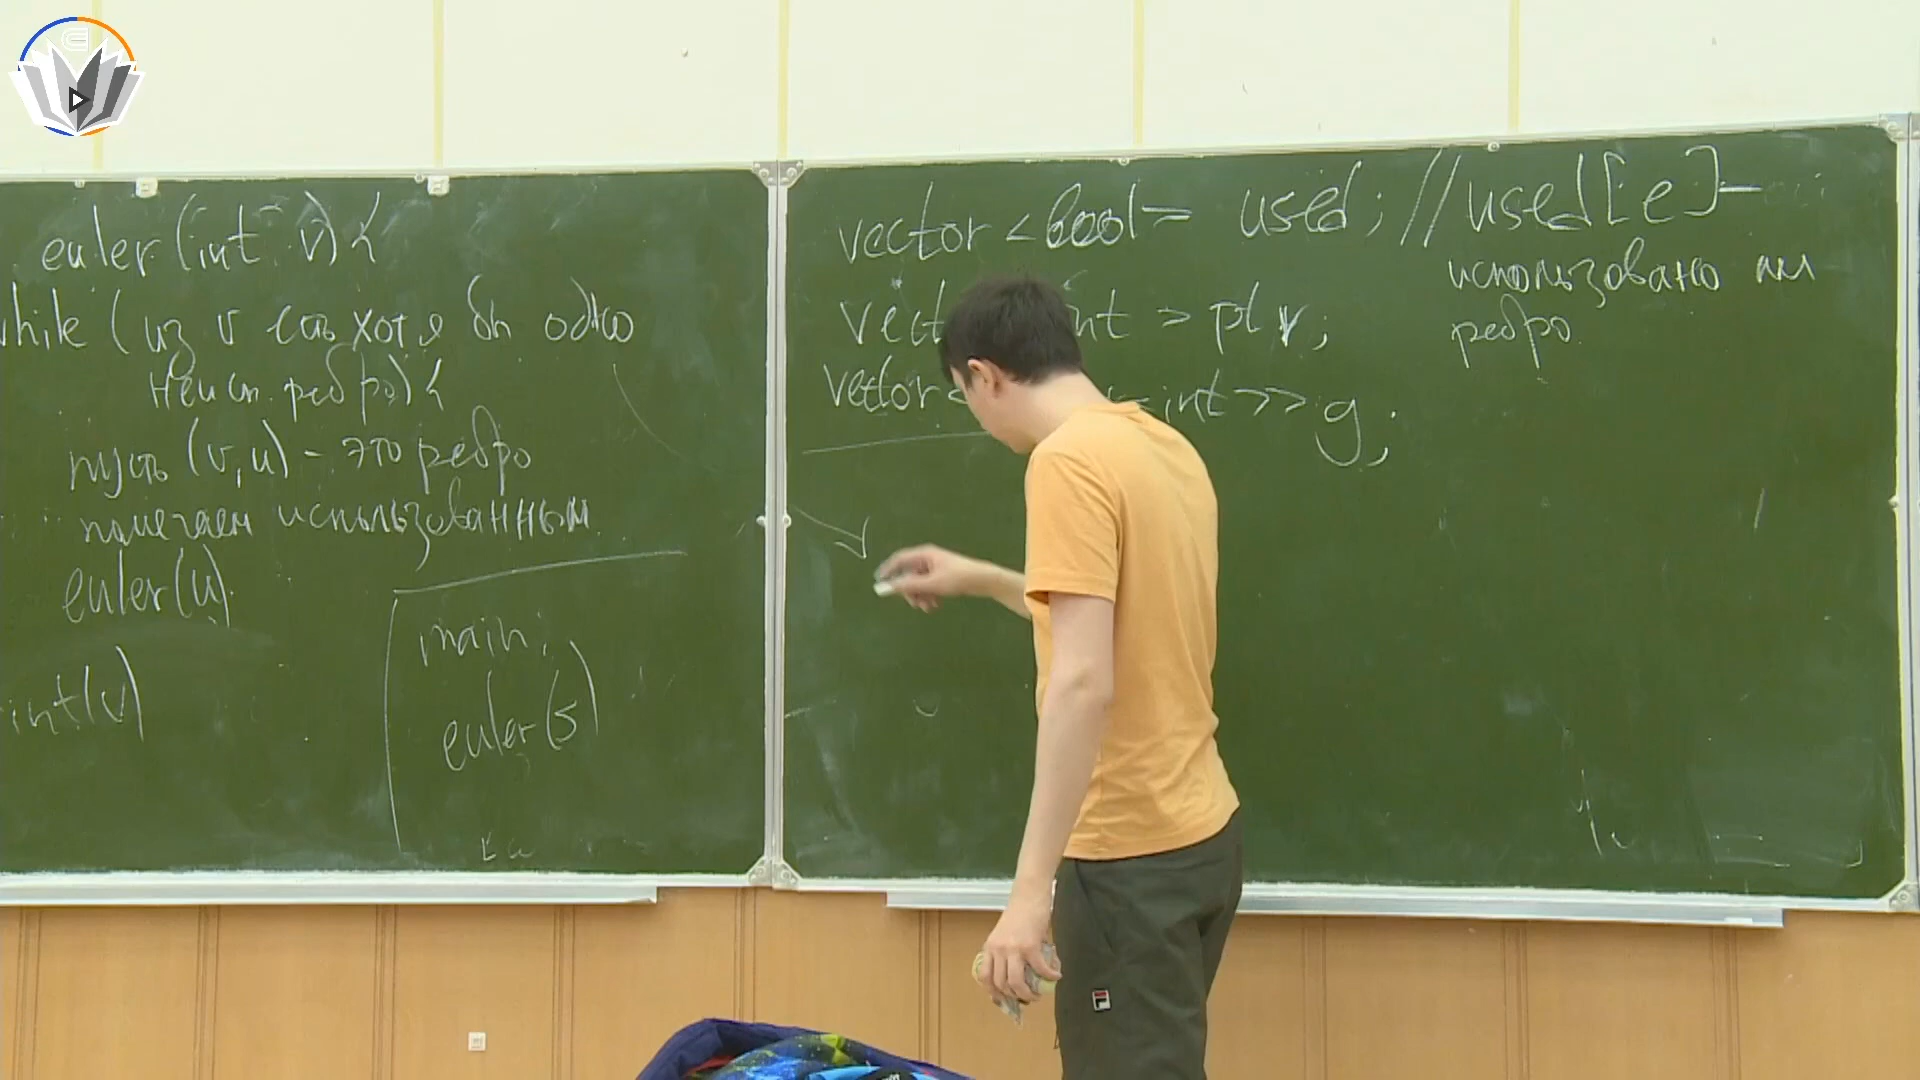 euler(int v){
while (из v есть хотя бы одно
неисп. ребро){
пусть (v,u) - это ребро
помечаем использованным
euler(u)
int(v)
main:
euler(s)
vector<bool> used; // used[e] -
использовано ли
ребро.
vect int > ptr;
vector< int>> g;